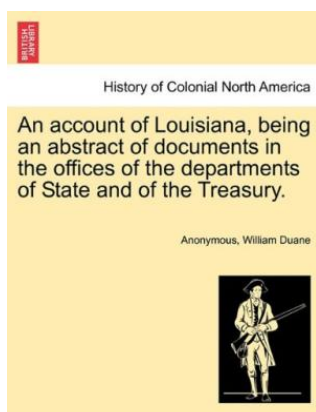 BRITISH
LIBRARY
History of Colonial North America
An account of Louisiana, being
an abstract of documents in
the offices of the departments
of State and of the Treasury.
Anonymous, William Duane